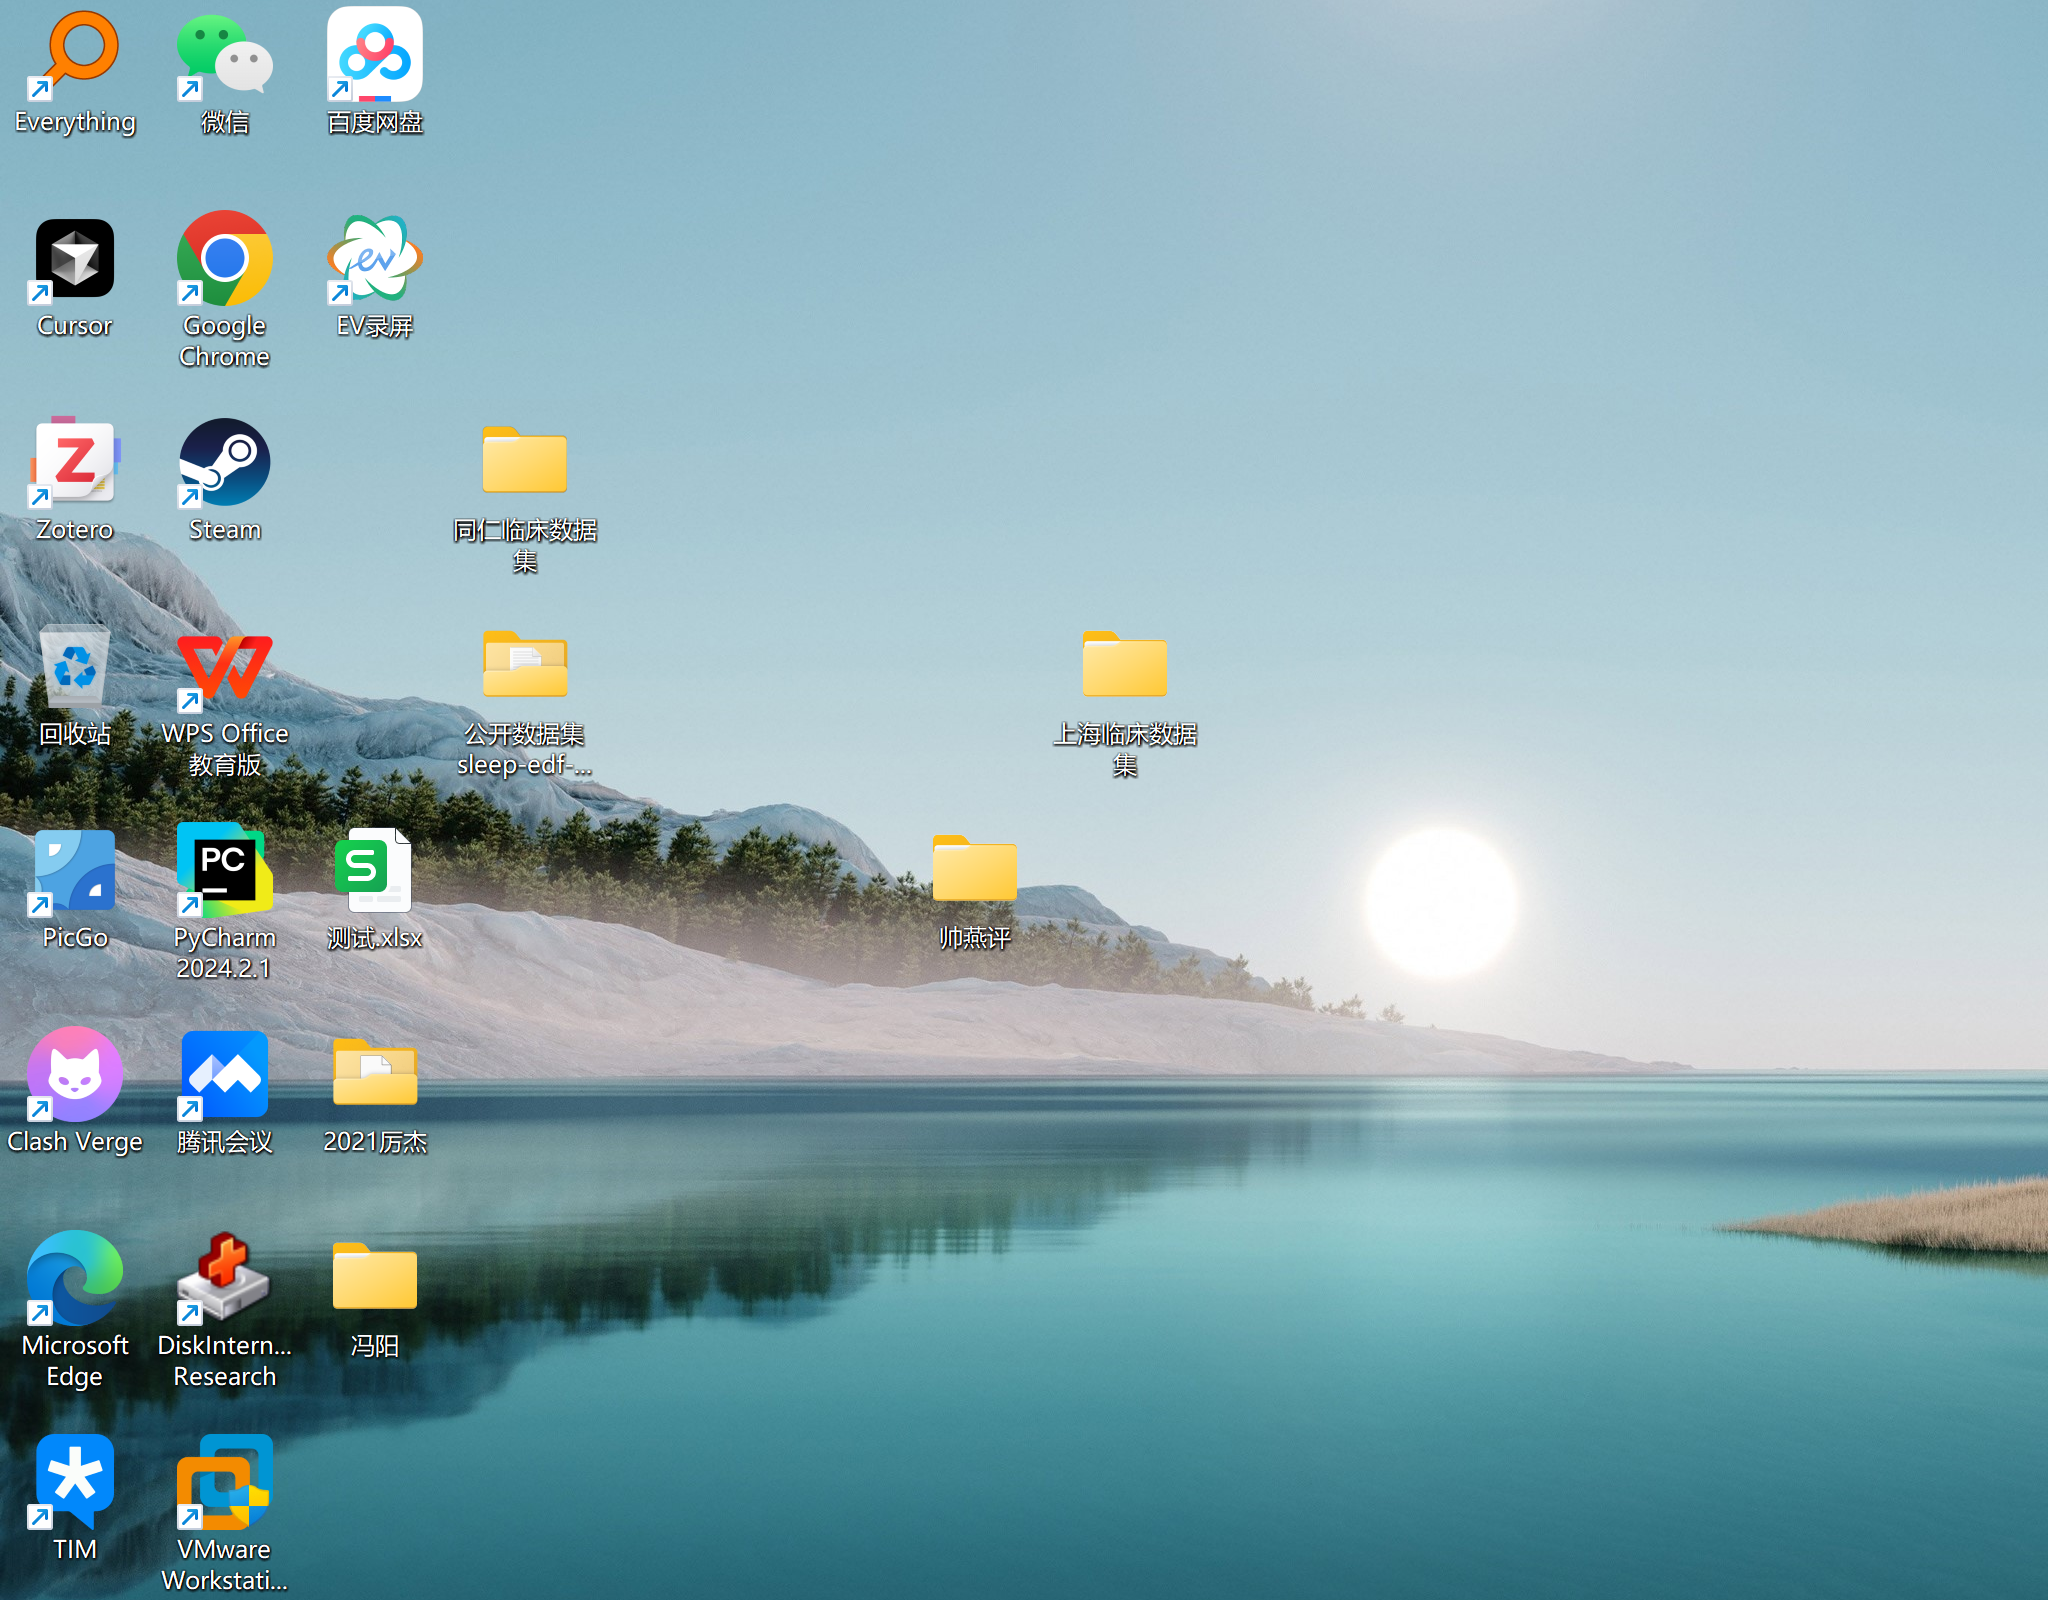 Everything
微信
百度网盘
Cursor
Google
Chrome
ev
EV录屏
Z
Zotero
Steam
同仁临床数据
集
回收站
WPS Office
教育版
公开数据集
sleep-edf-...
上海临床数据
集
PicGo
PC
PyCharm
2024.2.1
S
测试.xlsx
帅燕评
Clash Verge
腾讯会议
2021厉杰
Microsoft
Edge
DiskIntern...
Research
冯阳
TIM
VMware
Workstati...